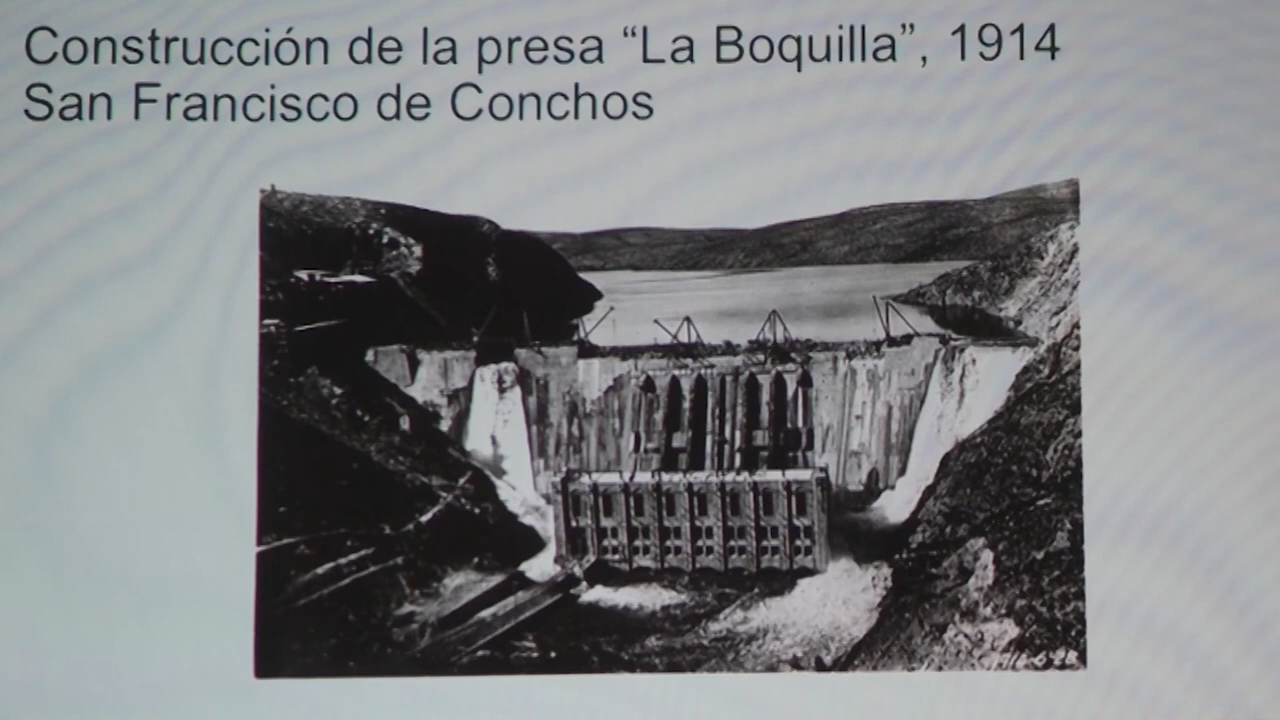 Construcción de la presa “La Boquilla”, 1914
San Francisco de Conchos